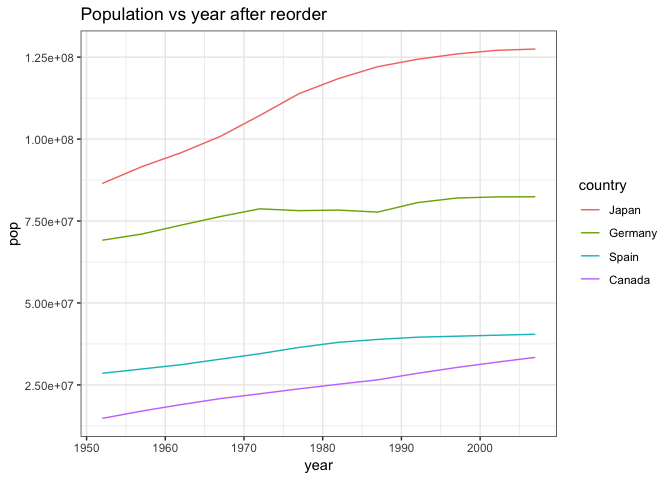 Population vs year after reorder
1.25e+08
1.00e+08
7.50e+07
5.00e+07
2.50e+07
pop
1950 1960 1970 1980 1990 2000
year
country
Japan
Germany
Spain
Canada